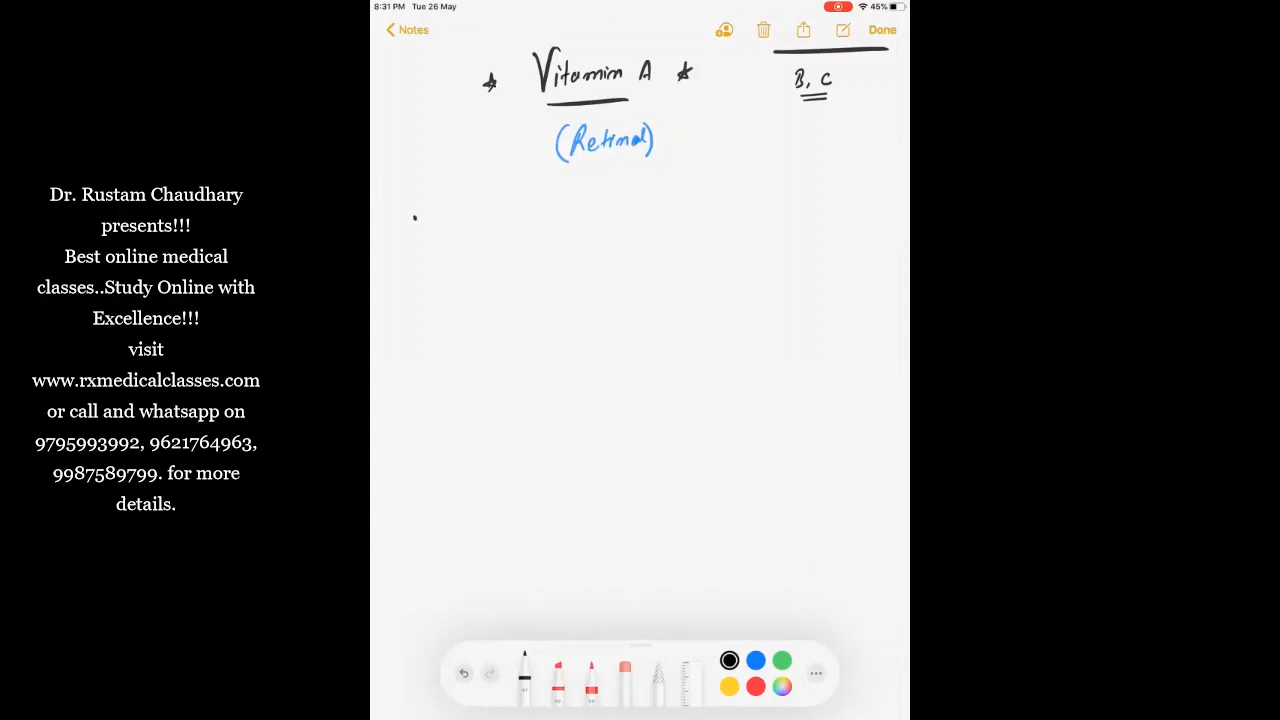 8:31 PM Tue 26 May
45%
Notes
Done
Vitamin A
B, C
(Retinol)
Dr. Rustam Chaudhary
presents!!!
Best online medical
classes..Study Online with
Excellence!!!
visit
www.rxmedicalclasses.com
or call and whatsapp on
9795993992, 9621764963,
9987589799. for more
details.